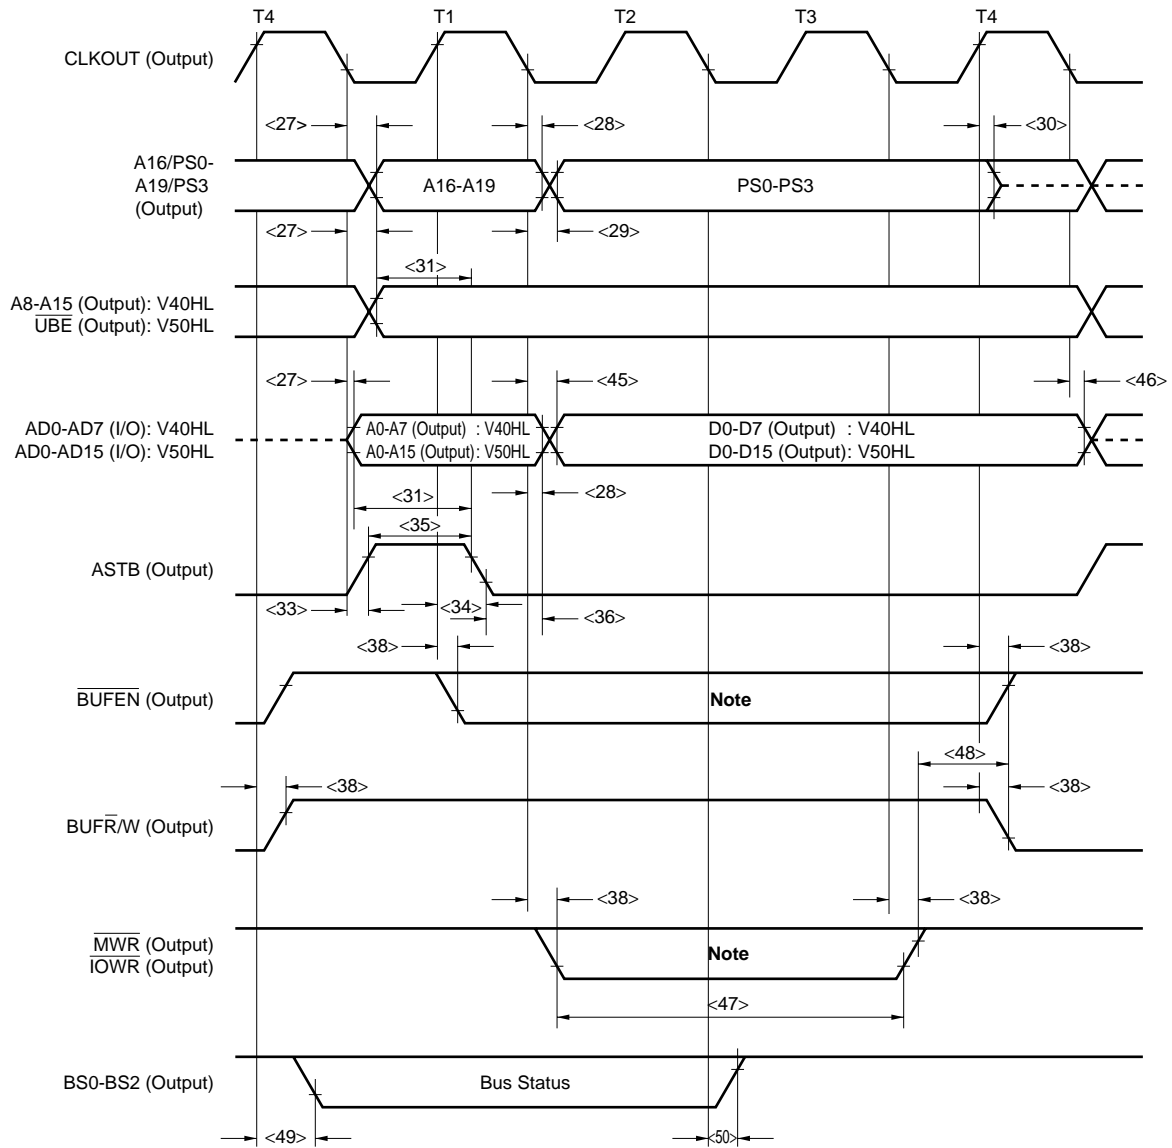 T4 T1 T2 T3 T4
CLKOUT (Output)
<27> <28> <30>
A16/PS0-
A19/PS3
(Output)
A16-A19 PS0-PS3
<27> <29>
<31>
A8-A15 (Output): V40HL
UBE (Output): V50HL
<27> <45> <46>
AD0-AD7 (I/O): V40HL
AD0-AD15 (I/O): V50HL
A0-A7 (Output) : V40HL
A0-A15 (Output): V50HL
D0-D7 (Output) : V40HL
D0-D15 (Output): V50HL
<31> <28>
<35>
ASTB (Output)
<33> <34> <36>
<38> <38>
BUFEN (Output) Note
<48>
<38> <38>
BUFR/W (Output)
<38> <38>
MWR (Output)
IOWR (Output)
Note
<47>
BS0-BS2 (Output) Bus Status
<49> <50>